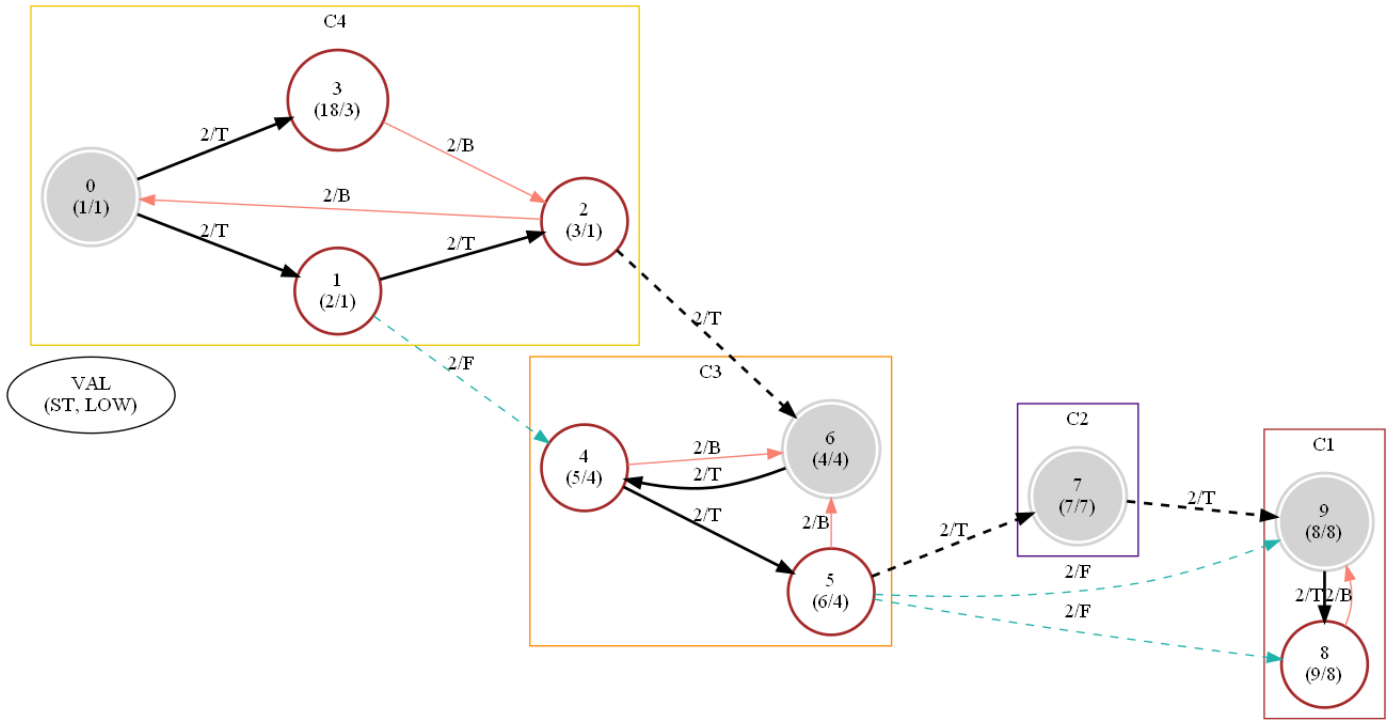 C4
3
(18/3)
2/T
2/B
0
(1/1)
2/B
2
(3/1)
2/T
2/T
1
(2/1)
2/T
2/F
VAL
(ST, LOW)
C3
6
(4/4)
4
(5/4)
2/B
2/T
2/T
2/B
5
(6/4)
2/T
C2
7
(7/7)
2/T
2/F
2/F
C1
9
(8/8)
2/T
2/B
8
(9/8)